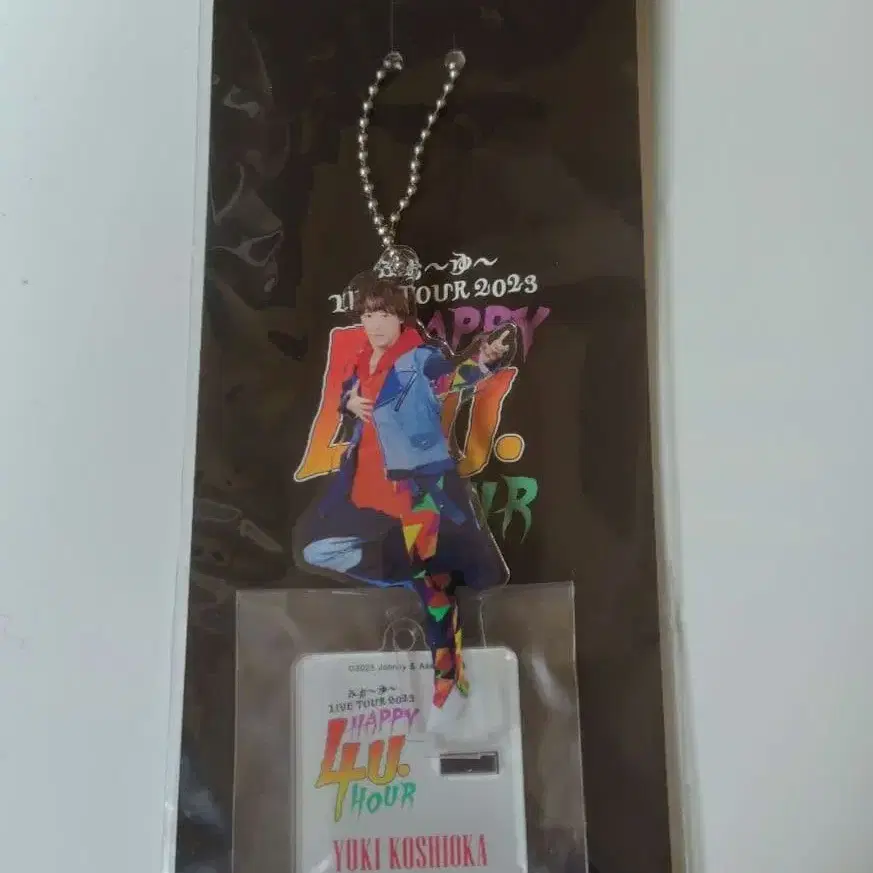 ふぉ〜ゆ〜
LIVE TOUR 2023
HAPPY
4U.
HOUR
©2023 Johnny &
ふぉ〜ゆ〜
LIVE TOUR 2023
HAPPY
4U.
HOUR
YUKI KOSHIOKA